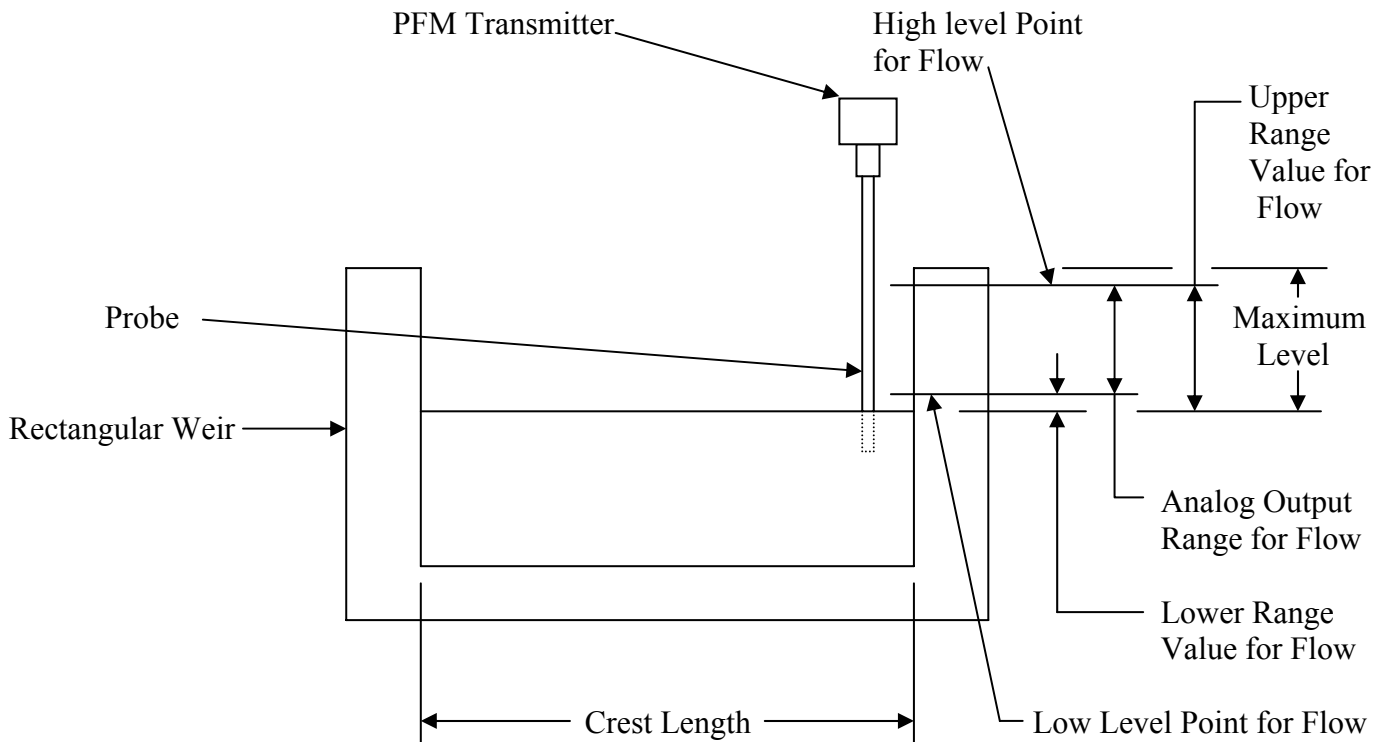 PFM Transmitter
High level Point
for Flow
Upper
Range
Value for
Flow
Probe
Maximum
Level
Rectangular Weir
Analog Output
Range for Flow
Lower Range
Value for Flow
Crest Length
Low Level Point for Flow